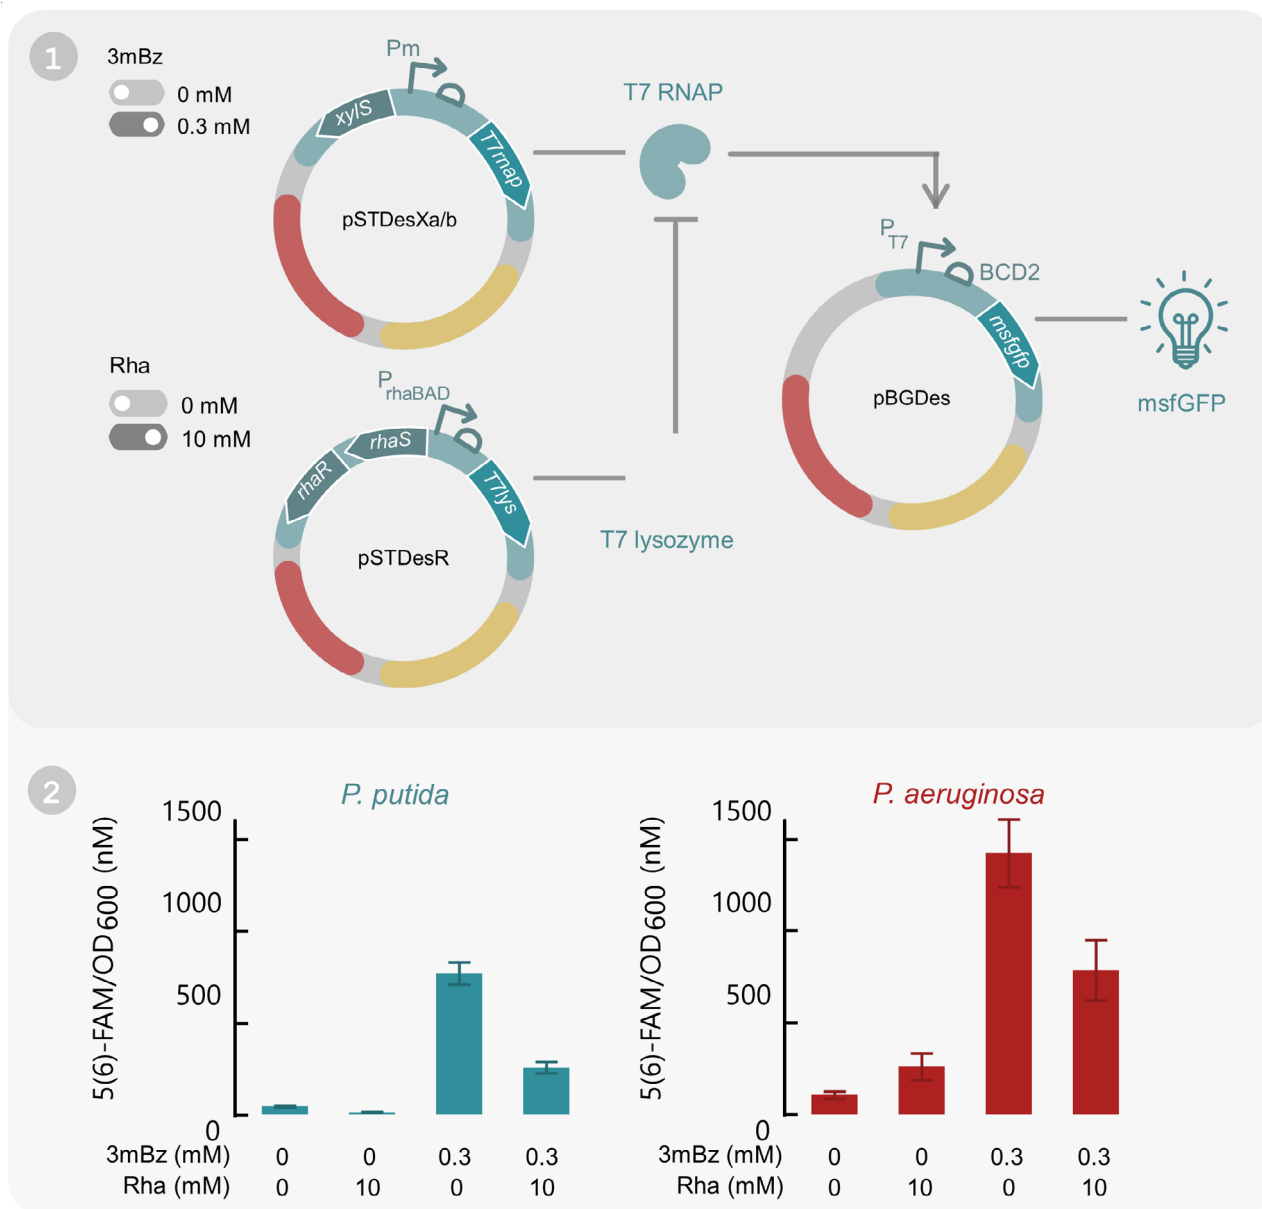 1
3mBz
0 mM
0.3 mM
Pm
xylS
T7rnap
pSTDesXa/b
T7 RNAP
PT7
BCD2
msfgfp
pBGDes
msfGFP
Rha
0 mM
10 mM
PrhaBAD
rhaS
rhaR
T7lys
pSTDesR
T7 lysozyme
2
P. putida
5(6)-FAM/OD600 (nM)
1500
1000
500
0
3mBz (mM) 0 0 0.3 0.3
Rha (mM) 0 10 0 10
P. aeruginosa
5(6)-FAM/OD600 (nM)
1500
1000
500
0
3mBz (mM) 0 0 0.3 0.3
Rha (mM) 0 10 0 10